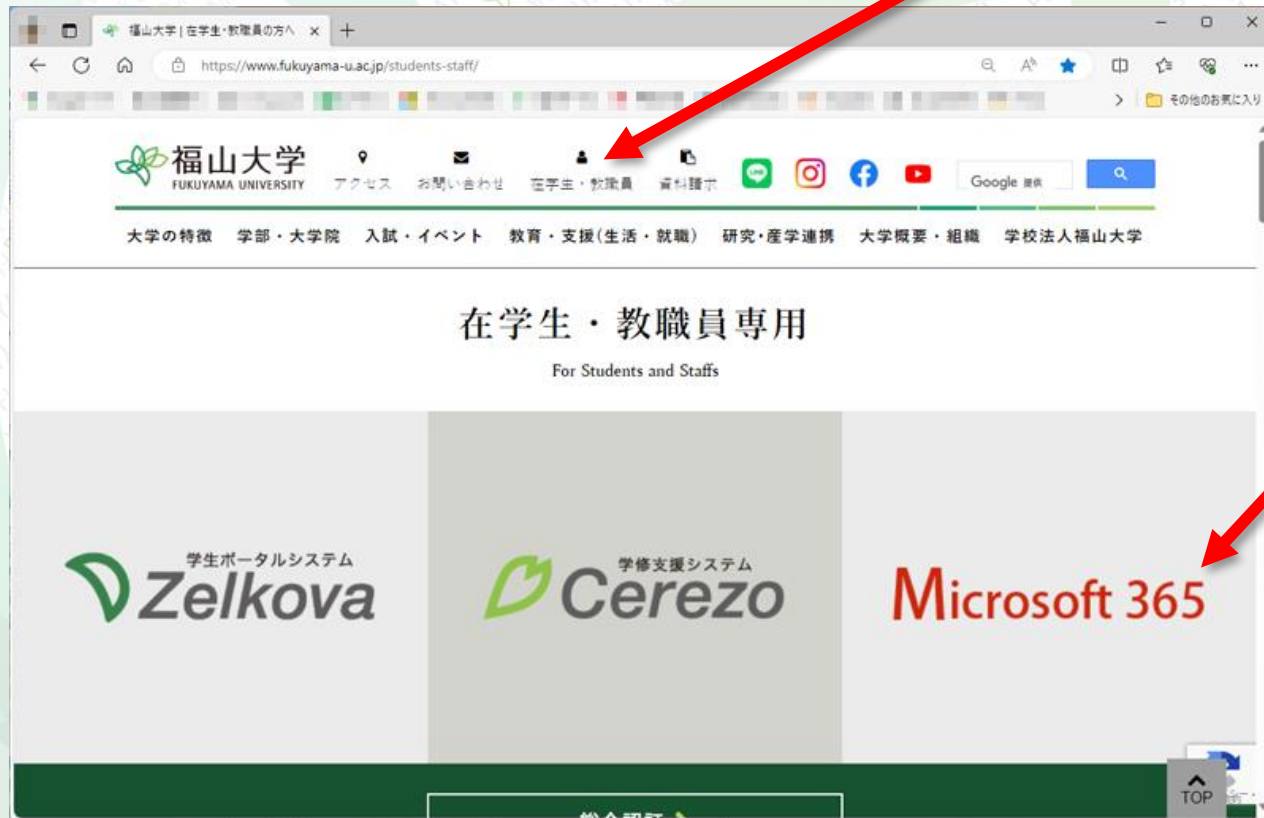 福山大学 | 在学生・教職員の方へ
https://www.fukuyama-u.ac.jp/students-staff/
その他のお気に入り
福山大学
FUKUYAMA UNIVERSITY
アクセス お問い合わせ 在学生・教職員 資料請求
LINE
Google 提供
大学の特徴 学部・大学院 入試・イベント 教育・支援(生活・就職) 研究・産学連携 大学概要・組織 学校法人福山大学
在学生・教職員専用
For Students and Staffs
学生ポータルシステム
Zelkova
学修支援システム
Cerezo
Microsoft 365
総合認証
TOP